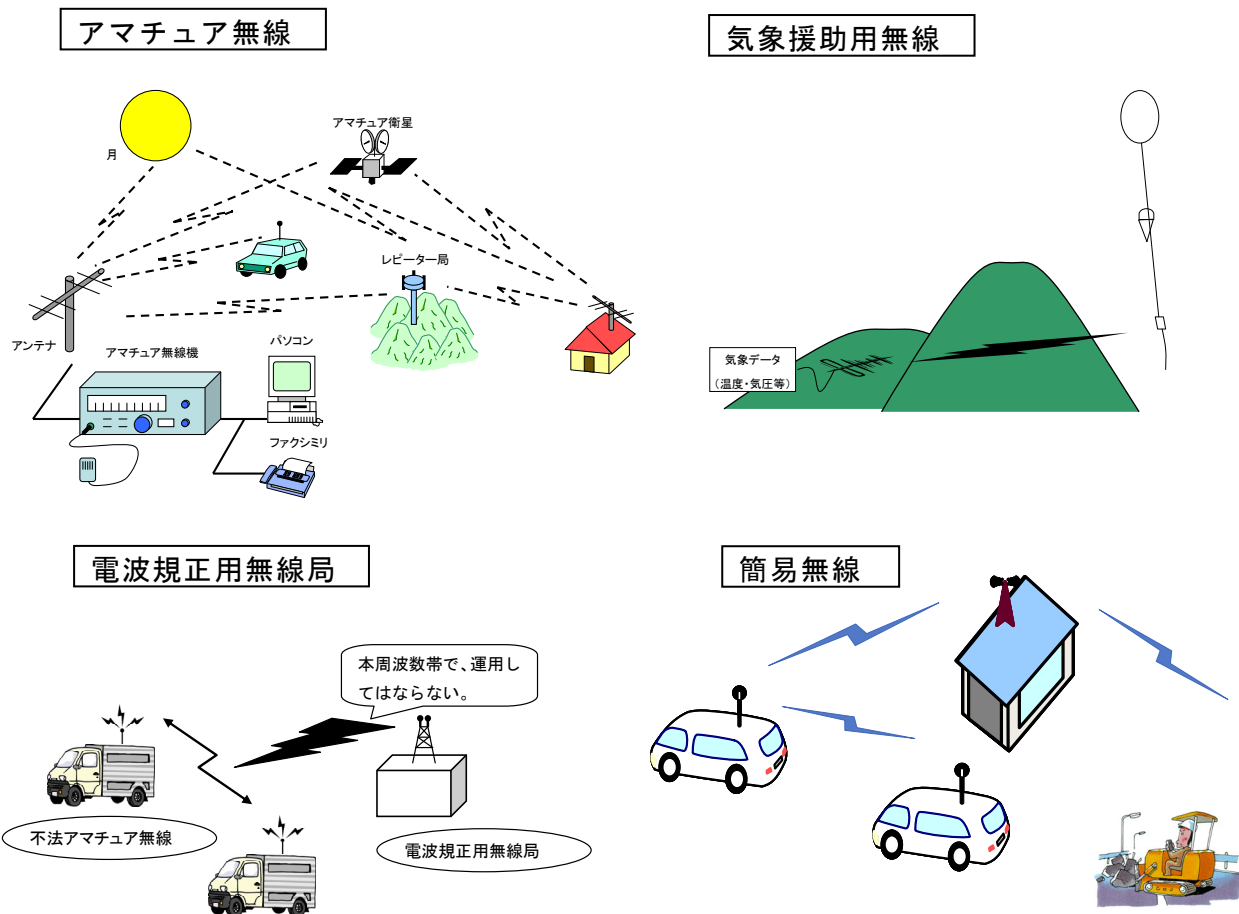 アマチュア無線
月
アマチュア衛星
レピーター局
アンテナ
アマチュア無線機
パソコン
ファクシミリ
気象援助用無線
気象データ
(温度・気圧等)
電波規正用無線局
本周波数帯で、運用し
てはならない。
不法アマチュア無線
電波規正用無線局
簡易無線